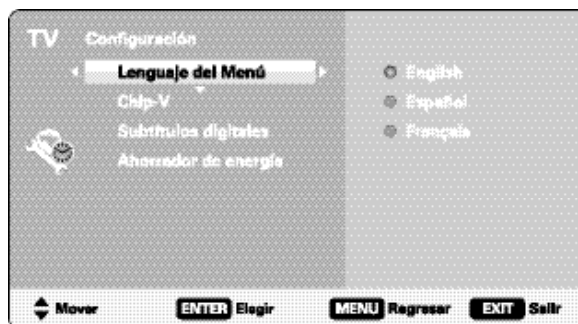 TV Configuración
Lenguaje del Menú
Chip-V
Subtítulos digitales
Ahorrador de energía
English
Español
Français
Mover ENTER Elegir MENU Regresar EXIT Salir